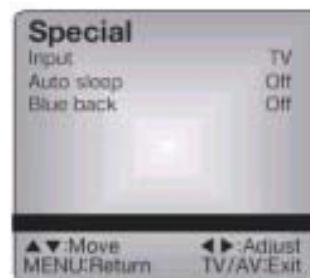 Special
Input TV
Auto sleep Off
Blue back Off
▲▼:Move ◀▶:Adjust
MENU:Return TV/AV:Exit